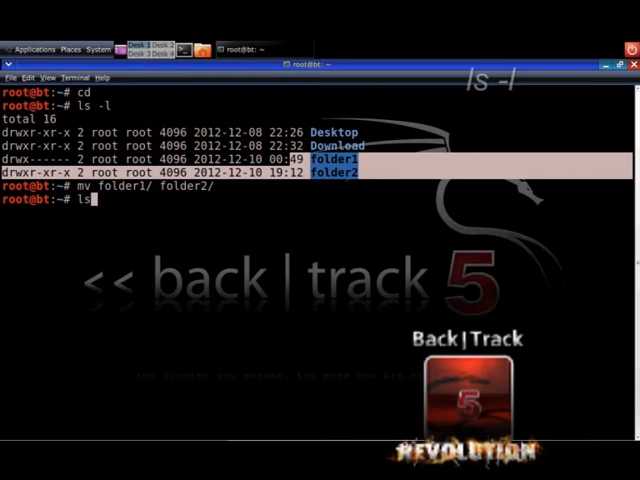 Applications Places System Desk 1 Desk 2 Desk 3 Desk 4 >_ root@bt: ~
root@bt: ~
File Edit View Terminal Help
ls -l
root@bt:~# cd
root@bt:~# ls -l
total 16
drwxr-xr-x 2 root root 4096 2012-12-08 22:26 Desktop
drwxr-xr-x 2 root root 4096 2012-12-08 22:32 Download
drwx------ 2 root root 4096 2012-12-10 00:49 folder1
drwxr-xr-x 2 root root 4096 2012-12-10 19:12 folder2
root@bt:~# mv folder1/ folder2/
root@bt:~# ls
<< back | track 5
Back|Track
5
REVOLUTION